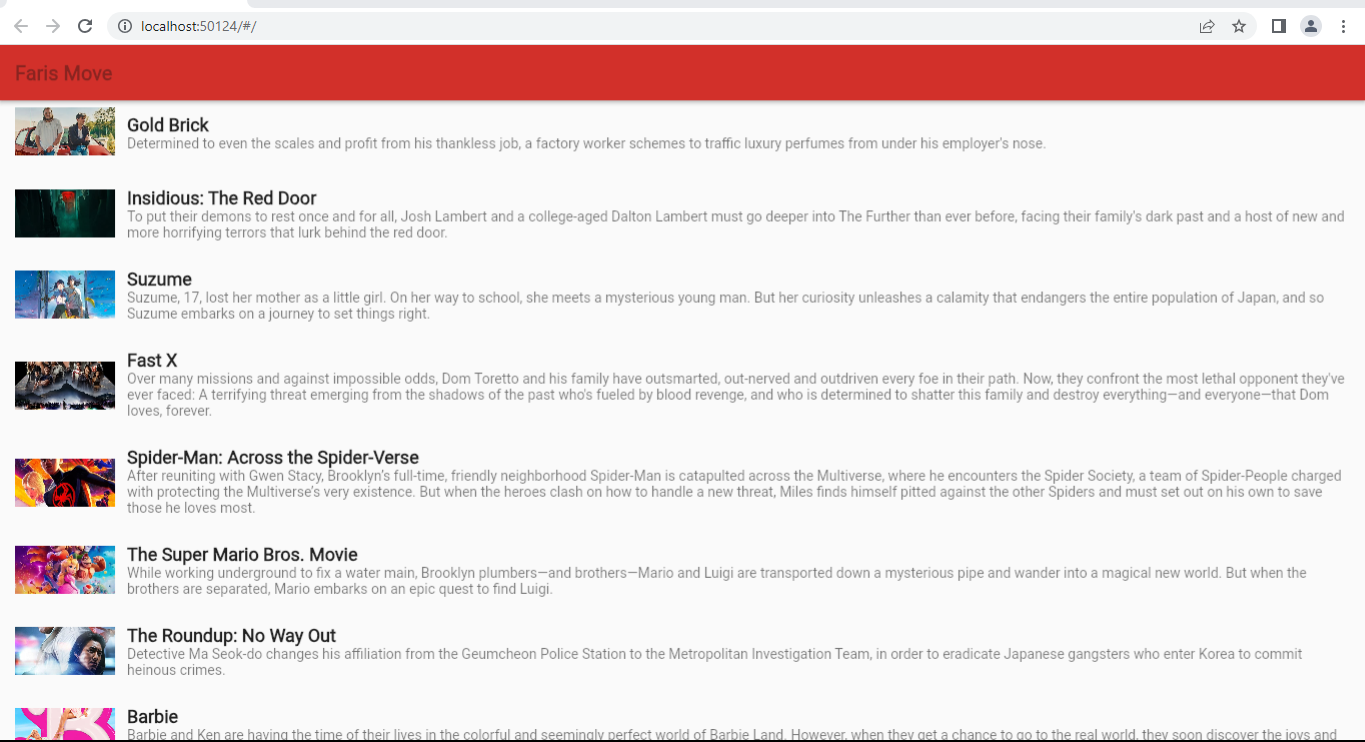 localhost:50124/#/
Faris Move
Gold Brick
Determined to even the scales and profit from his thankless job, a factory worker schemes to traffic luxury perfumes from under his employer's nose.
Insidious: The Red Door
To put their demons to rest once and for all, Josh Lambert and a college-aged Dalton Lambert must go deeper into The Further than ever before, facing their family's dark past and a host of new and
more horrifying terrors that lurk behind the red door.
Suzume
Suzume, 17, lost her mother as a little girl. On her way to school, she meets a mysterious young man. But her curiosity unleashes a calamity that endangers the entire population of Japan, and so
Suzume embarks on a journey to set things right.
Fast X
Over many missions and against impossible odds, Dom Toretto and his family have outsmarted, out-nerved and outdriven every foe in their path. Now, they confront the most lethal opponent they've
ever faced: A terrifying threat emerging from the shadows of the past who's fueled by blood revenge, and who is determined to shatter this family and destroy everything—and everyone—that Dom
loves, forever.
Spider-Man: Across the Spider-Verse
After reuniting with Gwen Stacy, Brooklyn’s full-time, friendly neighborhood Spider-Man is catapulted across the Multiverse, where he encounters the Spider Society, a team of Spider-People charged
with protecting the Multiverse’s very existence. But when the heroes clash on how to handle a new threat, Miles finds himself pitted against the other Spiders and must set out on his own to save
those he loves most.
The Super Mario Bros. Movie
While working underground to fix a water main, Brooklyn plumbers—and brothers—Mario and Luigi are transported down a mysterious pipe and wander into a magical new world. But when the
brothers are separated, Mario embarks on an epic quest to find Luigi.
The Roundup: No Way Out
Detective Ma Seok-do changes his affiliation from the Geumcheon Police Station to the Metropolitan Investigation Team, in order to eradicate Japanese gangsters who enter Korea to commit
heinous crimes.
Barbie
Barbie and Ken are having the time of their lives in the colorful and seemingly perfect world of Barbie Land. However, when they get a chance to go to the real world, they soon discover the joys and